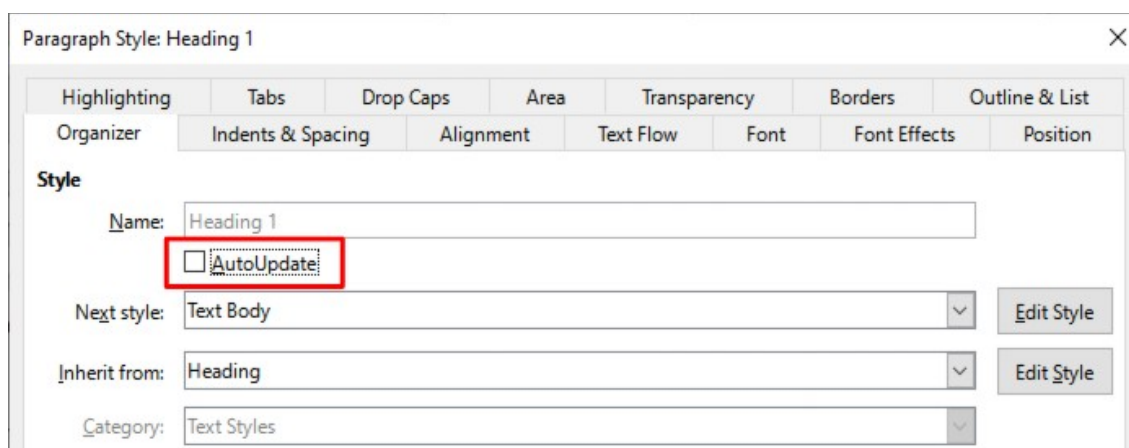 Paragraph Style: Heading 1
Highlighting Tabs Drop Caps Area Transparency Borders Outline & List
Organizer Indents & Spacing Alignment Text Flow Font Font Effects Position
Style
Name: Heading 1
AutoUpdate
Next style: Text Body Edit Style
Inherit from: Heading Edit Style
Category: Text Styles